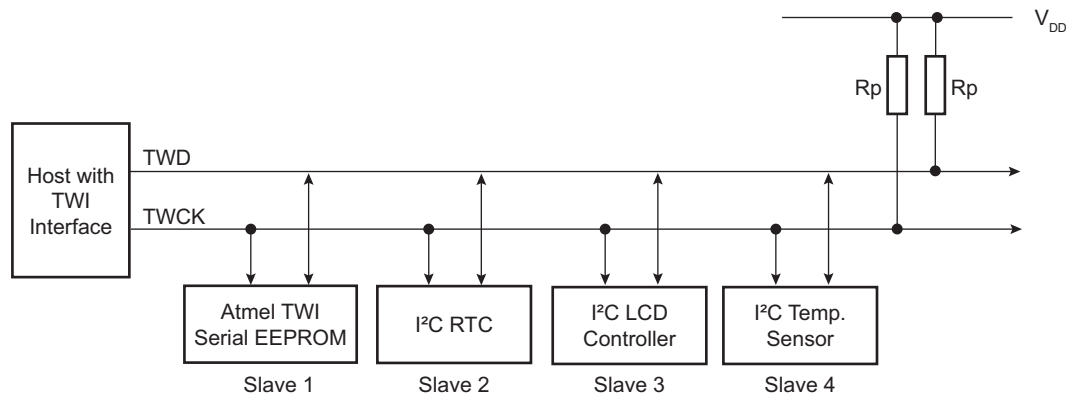 V_DD
Rp Rp
Host with
TWI
Interface
TWD
TWCK
Atmel TWI
Serial EEPROM
I²C RTC
I²C LCD
Controller
I²C Temp.
Sensor
Slave 1 Slave 2 Slave 3 Slave 4